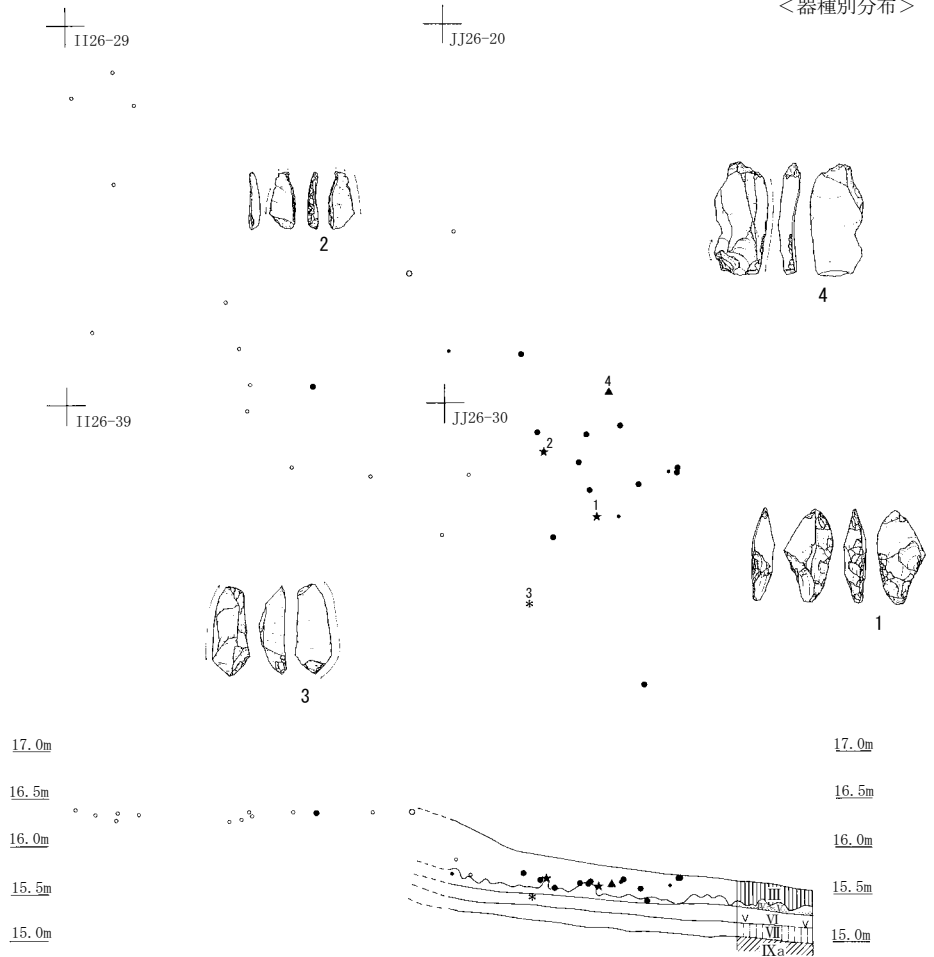 <器種別分布>
II26-29
JJ26-20
2
4
4
II26-39
JJ26-30
2
1
3
1
3
17.0m
17.0m
16.5m
16.5m
16.0m
16.0m
15.5m
15.5m
III
VI
V V
VII
15.0m
15.0m
IXa